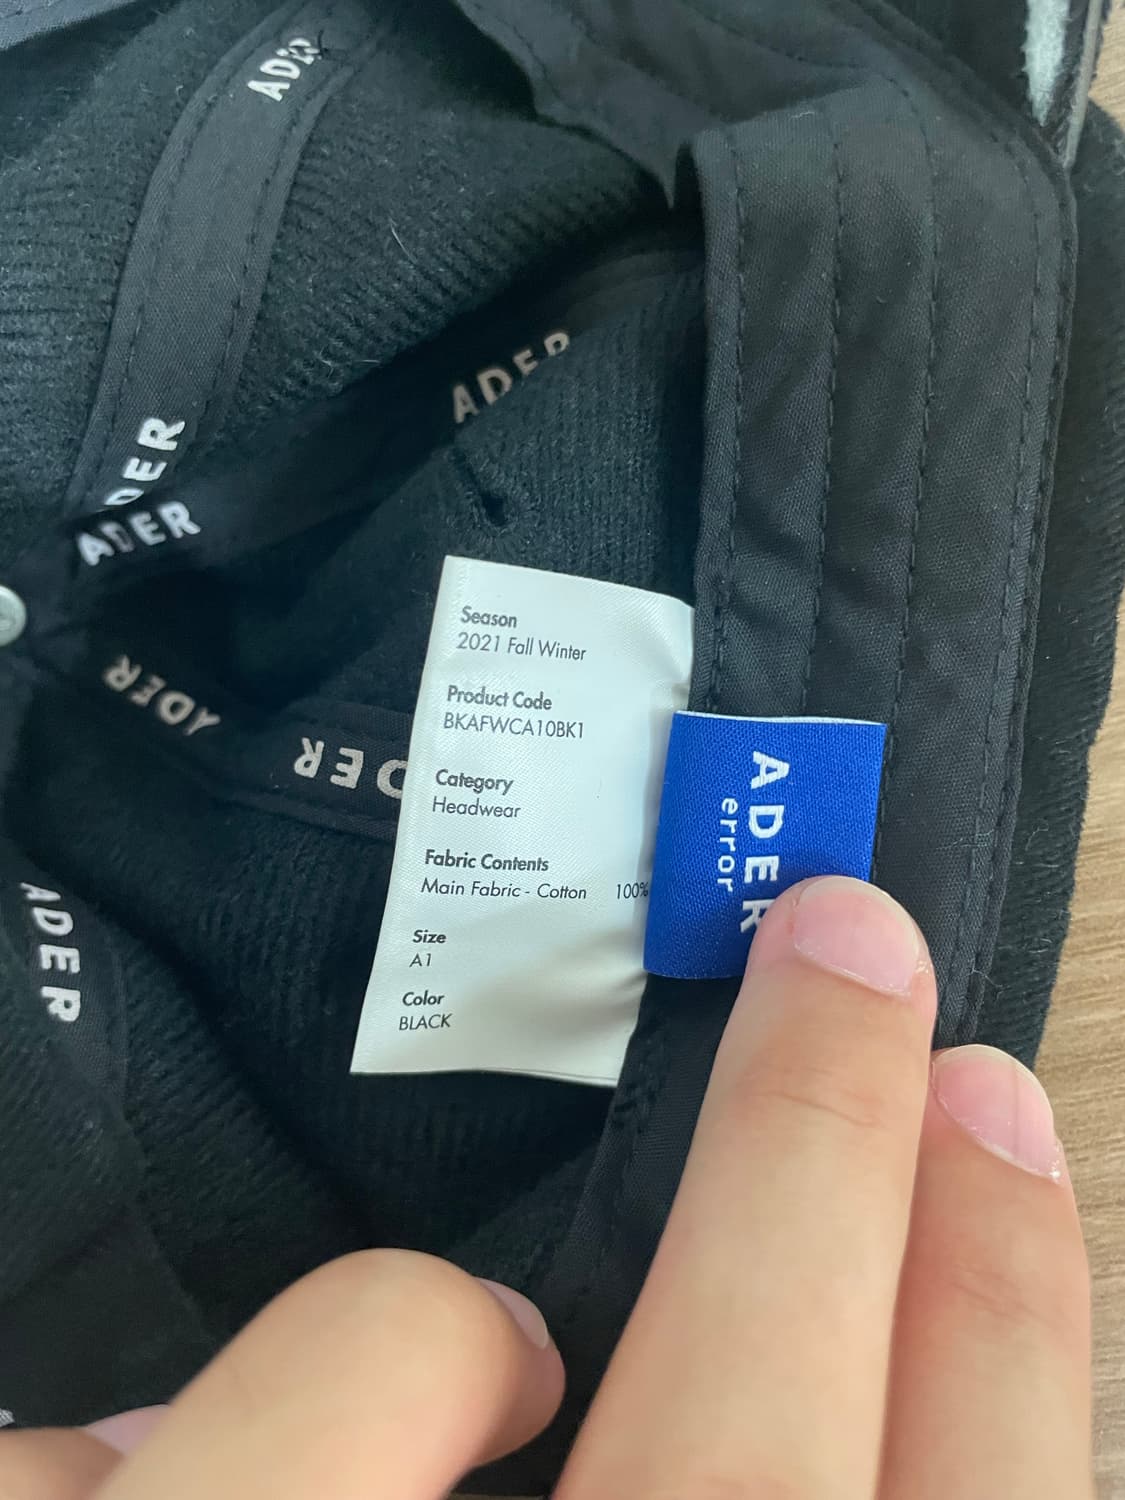 ADER
ADER
ADER
ADER
ADER
DER
ADER
Season
2021 Fall Winter
Product Code
BKAFWCA10BK1
Category
Headwear
Fabric Contents
Main Fabric - Cotton 100%
Size
A1
Color
BLACK
ADER
error